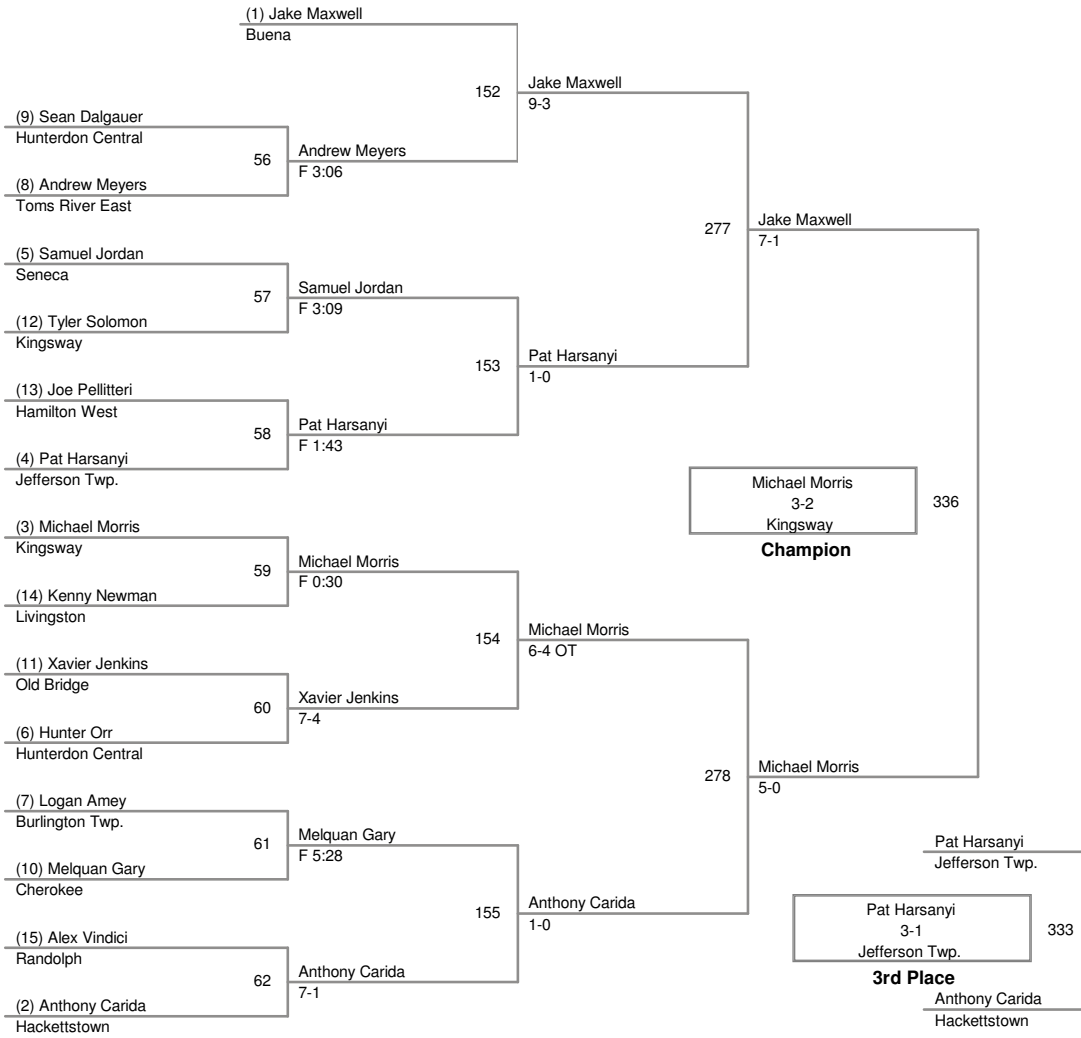 (1) Jake Maxwell
Buena
152
Jake Maxwell
9-3
(9) Sean Dalgauer
Hunterdon Central
56
Andrew Meyers
F 3:06
(8) Andrew Meyers
Toms River East
277
Jake Maxwell
7-1
(5) Samuel Jordan
Seneca
57
Samuel Jordan
F 3:09
(12) Tyler Solomon
Kingsway
153
Pat Harsanyi
1-0
(13) Joe Pellitteri
Hamilton West
58
Pat Harsanyi
F 1:43
(4) Pat Harsanyi
Jefferson Twp.
Michael Morris
3-2
Kingsway
336
Champion
(3) Michael Morris
Kingsway
59
Michael Morris
F 0:30
(14) Kenny Newman
Livingston
154
Michael Morris
6-4 OT
(11) Xavier Jenkins
Old Bridge
60
Xavier Jenkins
7-4
(6) Hunter Orr
Hunterdon Central
278
Michael Morris
5-0
(7) Logan Amey
Burlington Twp.
61
Melquan Gary
F 5:28
(10) Melquan Gary
Cherokee
155
Anthony Carida
1-0
(15) Alex Vindici
Randolph
62
Anthony Carida
7-1
(2) Anthony Carida
Hackettstown
Pat Harsanyi
Jefferson Twp.
Pat Harsanyi
3-1
Jefferson Twp.
333
3rd Place
Anthony Carida
Hackettstown